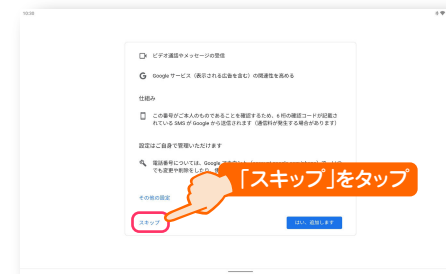 ビデオ通話やメッセージの受信
G Google サービス（表示される広告を含む）の関連性を高める
仕組み
この番号がご本人のものであることを確認するため、6 桁の確認コードが記載さ
れている SMS が Google から送信されます（通信料が発生する場合があります）
設定はご自身で管理いただけます
電話番号については、Google
でも変更や削除
「スキップ」をタップ
その他の設定
スキップ
はい、追加します